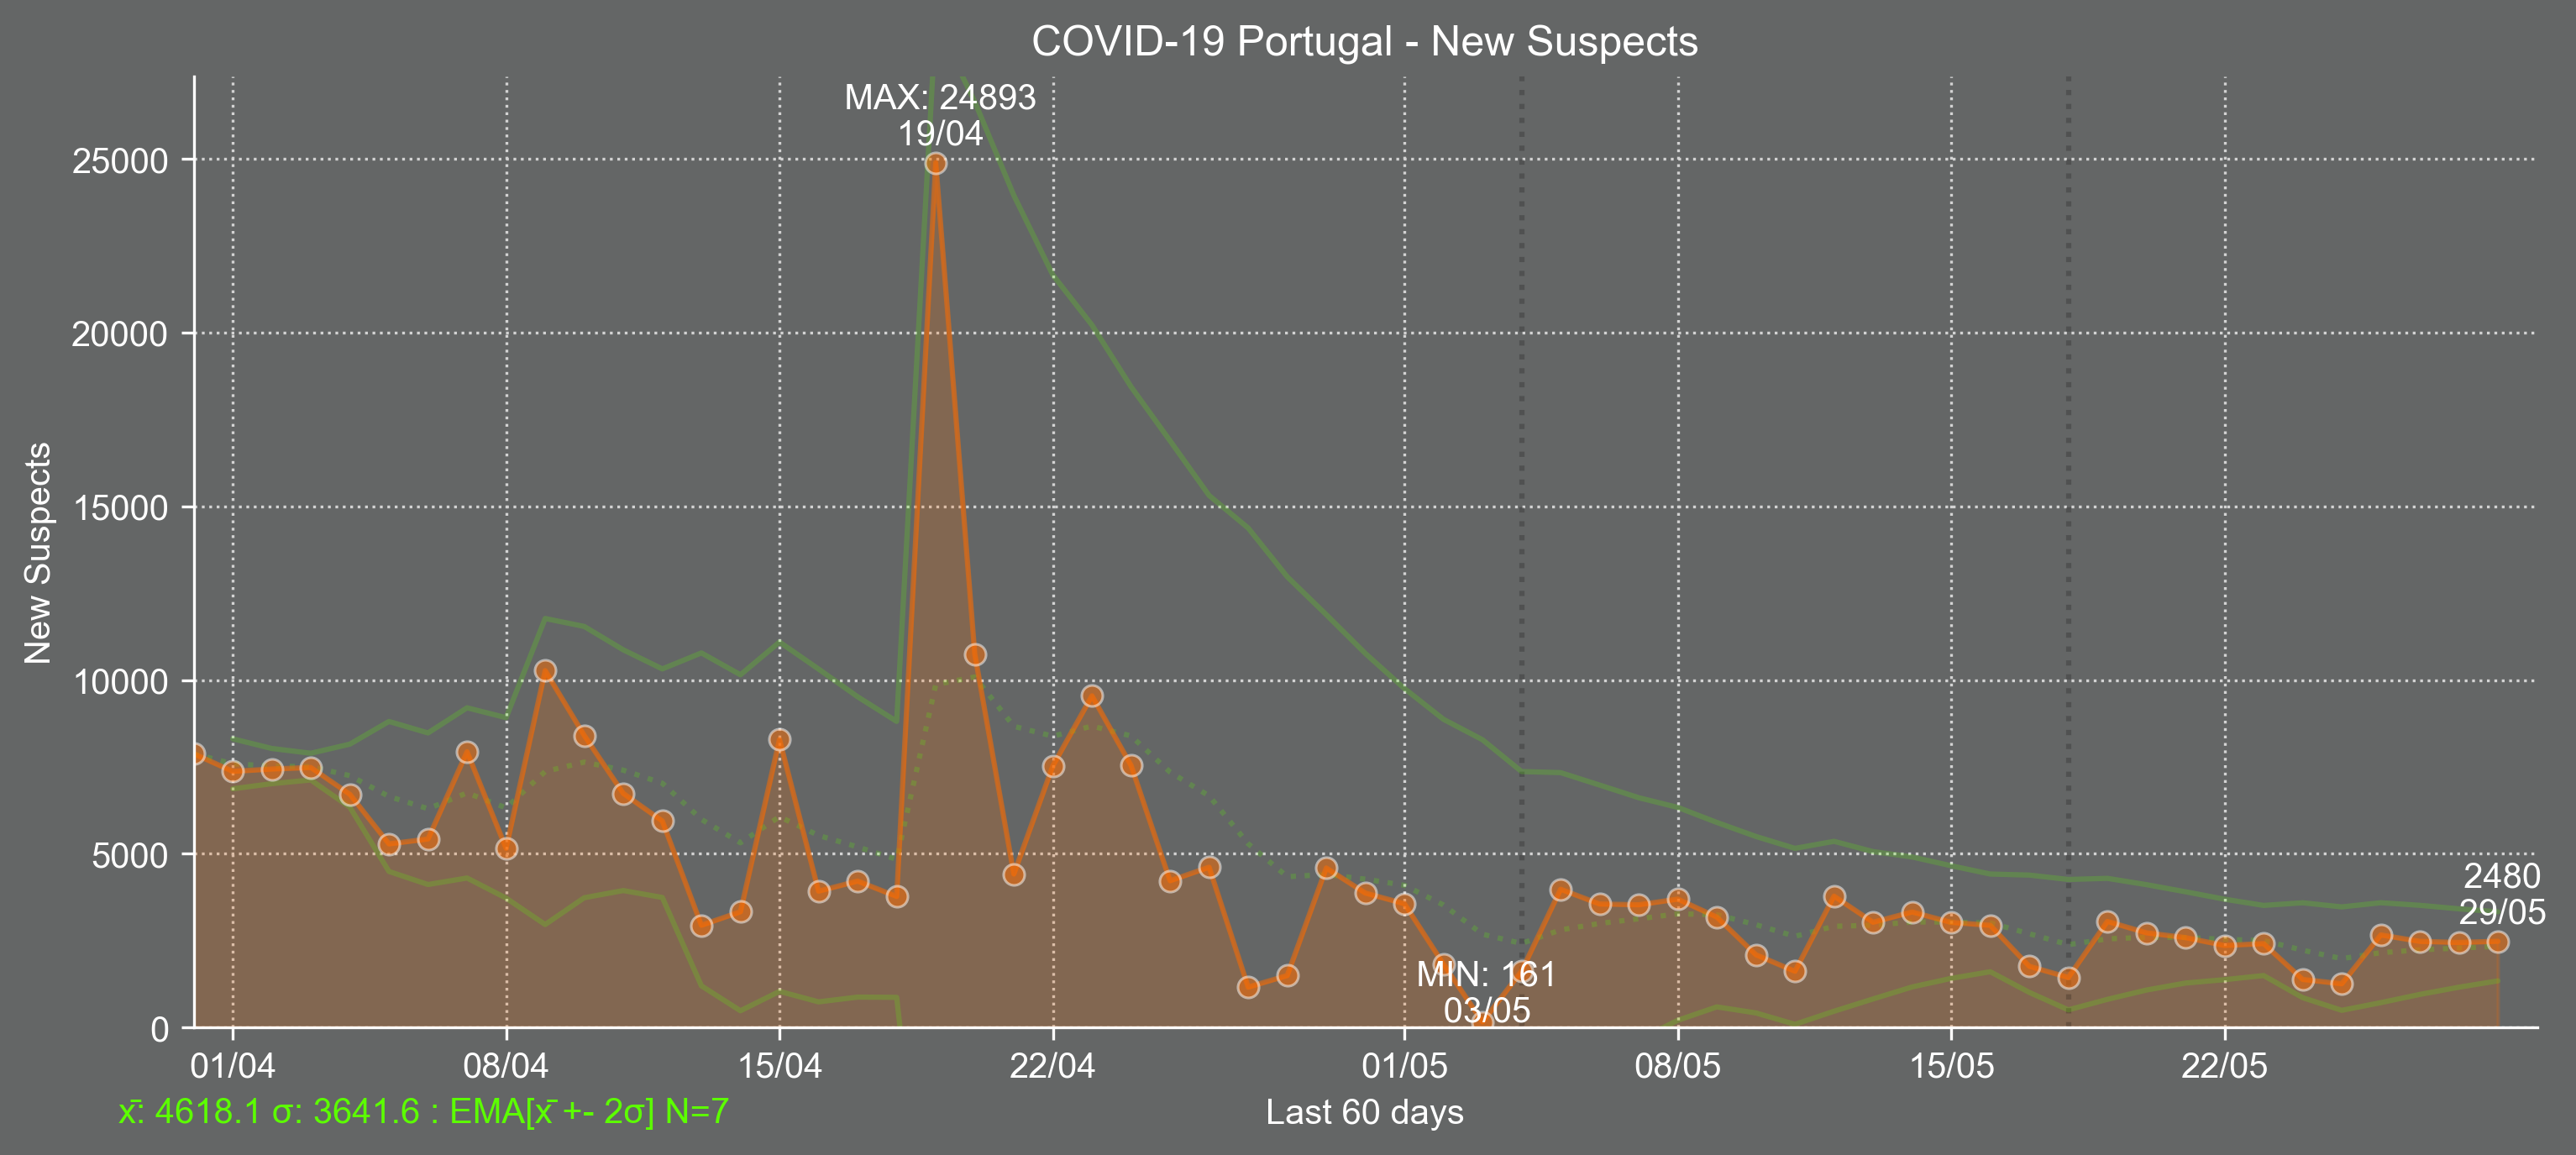 COVID-19 Portugal - New Suspects
MAX: 24893
19/04
25000
20000
15000
10000
5000
0
New Suspects
2480
29/05
MIN: 161
03/05
01/04 08/04 15/04 22/04 01/05 08/05 15/05 22/05
x̄: 4618.1 σ: 3641.6 : EMA[x̄ +- 2σ] N=7
Last 60 days